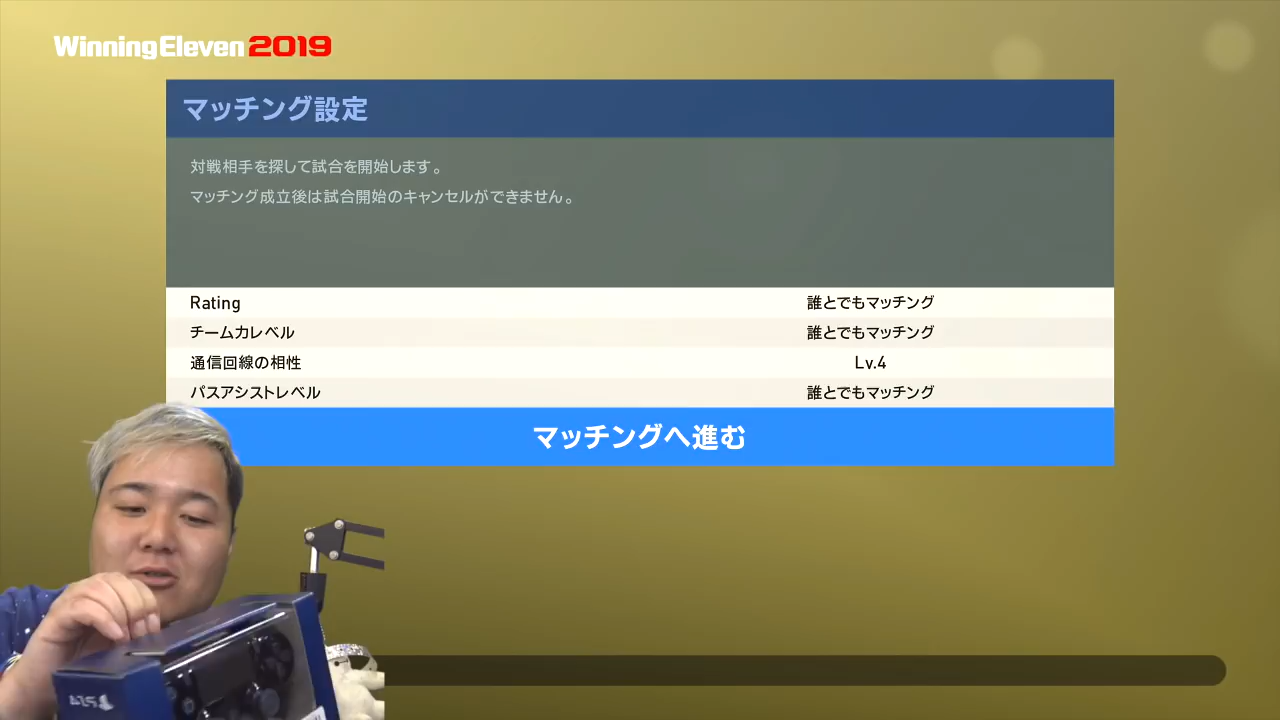 Winning Eleven 2019
マッチング設定
対戦相手を探して試合を開始します。
マッチング成立後は試合開始のキャンセルができません。
Rating 誰とでもマッチング
チーム力レベル 誰とでもマッチング
通信回線の相性 Lv.4
パスアシストレベル 誰とでもマッチング
マッチングへ進む
PS4